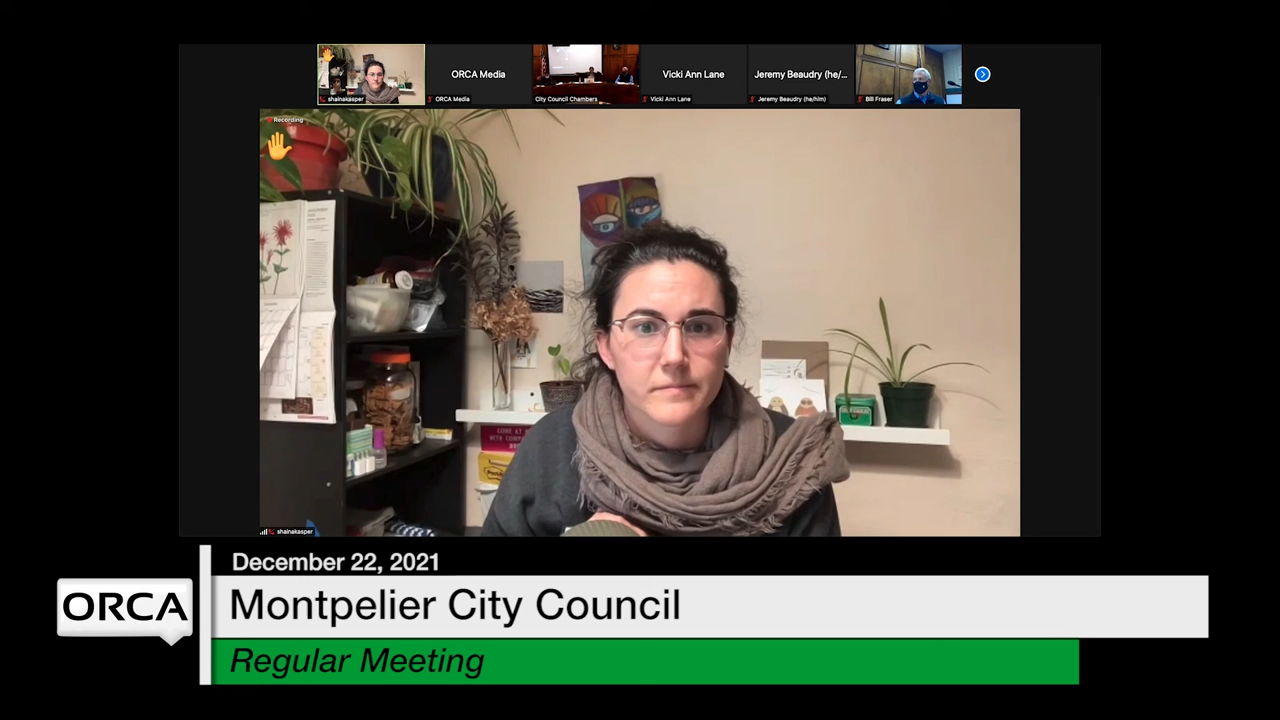 ORCA Media
Vicki Ann Lane
Jeremy Beaudry (he/...
shainakasper
ORCA Media
City Council Chambers
Vicki Ann Lane
Jeremy Beaudry (he/him)
Bill Fraser
Recording
shainakasper
December 22, 2021
ORCA
Montpelier City Council
Regular Meeting